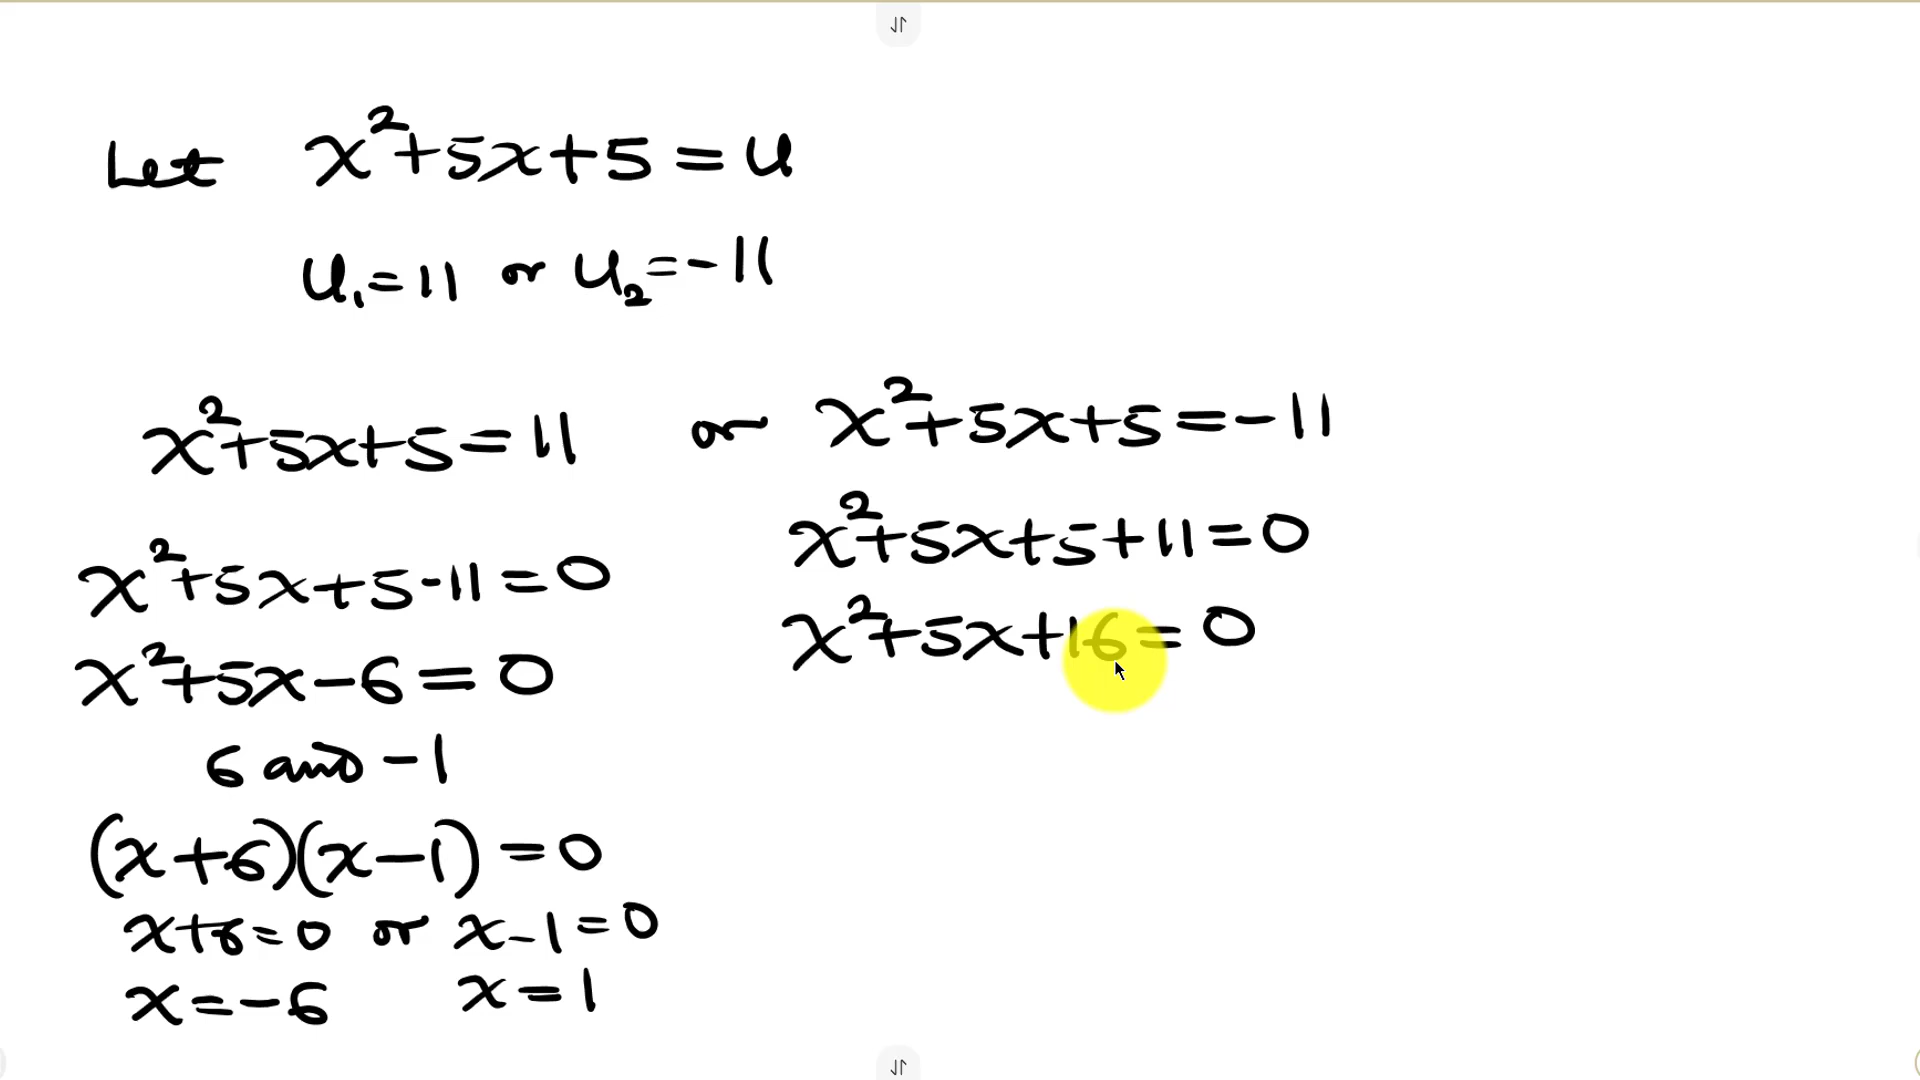 Let x²+5x+5=u
u₁=11 or u₂=-11
x²+5x+5=11 or x²+5x+5=-11
x²+5x+5-11=0
x²+5x-6=0
6 and -1
(x+6)(x-1)=0
x+6=0 or x-1=0
x=-6 x=1
x²+5x+5+11=0
x²+5x+16=0